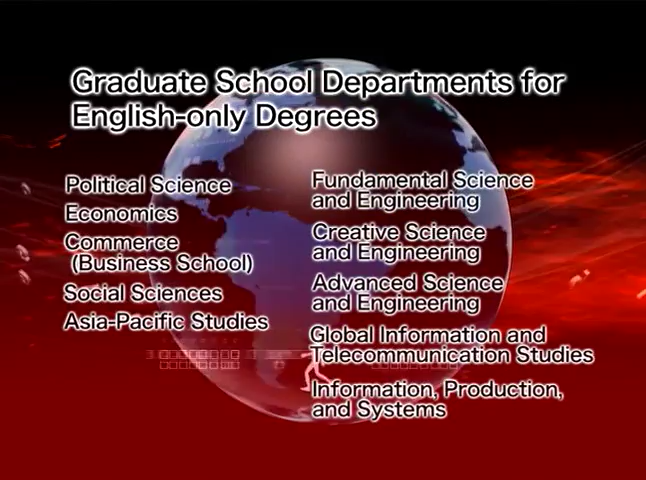 Graduate School Departments for
English-only Degrees
Political Science
Economics
Commerce
(Business School)
Social Sciences
Asia-Pacific Studies
Fundamental Science
and Engineering
Creative Science
and Engineering
Advanced Science
and Engineering
Global Information and
Telecommunication Studies
Information, Production,
and Systems